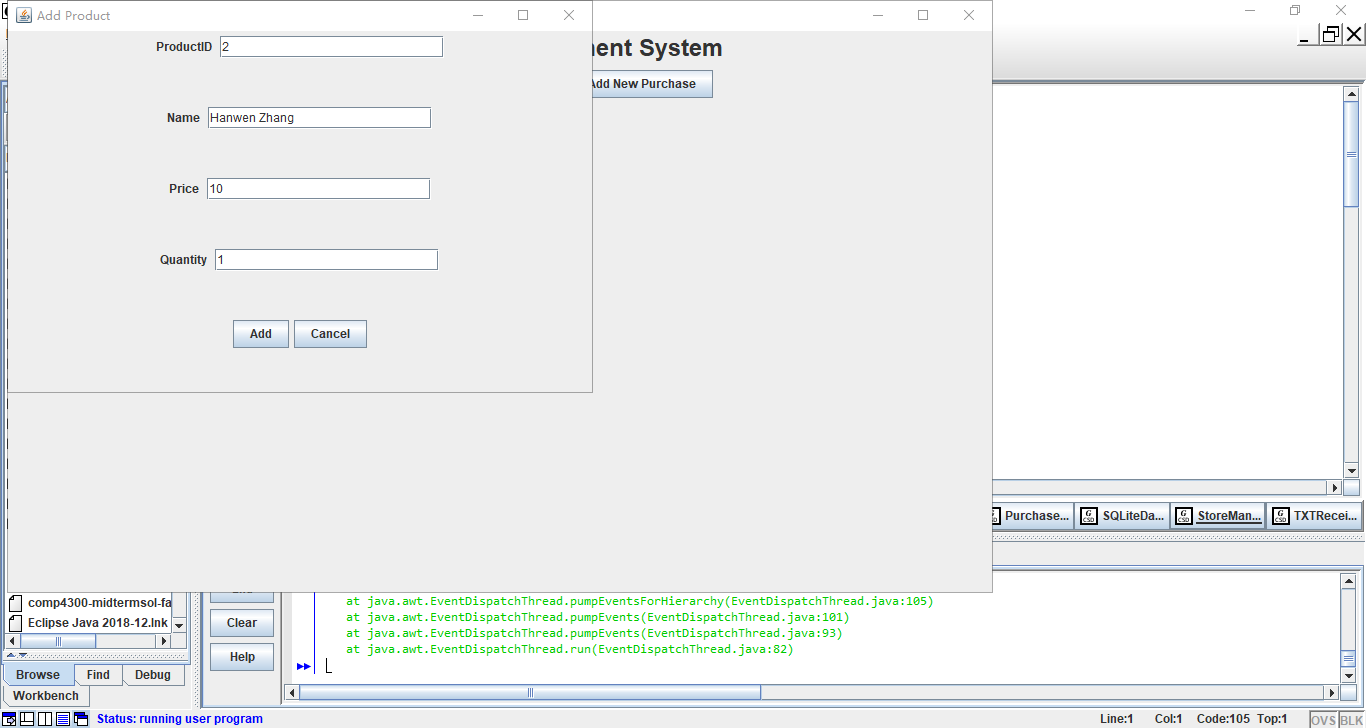 Add Product
ProductID 2
Name Hanwen Zhang
Price 10
Quantity 1
Add Cancel
ent System
Add New Purchase
Purchase... SQLiteDa... StoreMan... TXTRecei...
comp4300-midtermsol-fa
Eclipse Java 2018-12.lnk
Browse Find Debug
Workbench
Clear
Help
at java.awt.EventDispatchThread.pumpEventsForHierarchy(EventDispatchThread.java:105)
at java.awt.EventDispatchThread.pumpEvents(EventDispatchThread.java:101)
at java.awt.EventDispatchThread.pumpEvents(EventDispatchThread.java:93)
at java.awt.EventDispatchThread.run(EventDispatchThread.java:82)
Status: running user program
Line:1 Col:1 Code:105 Top:1
OVS BLK